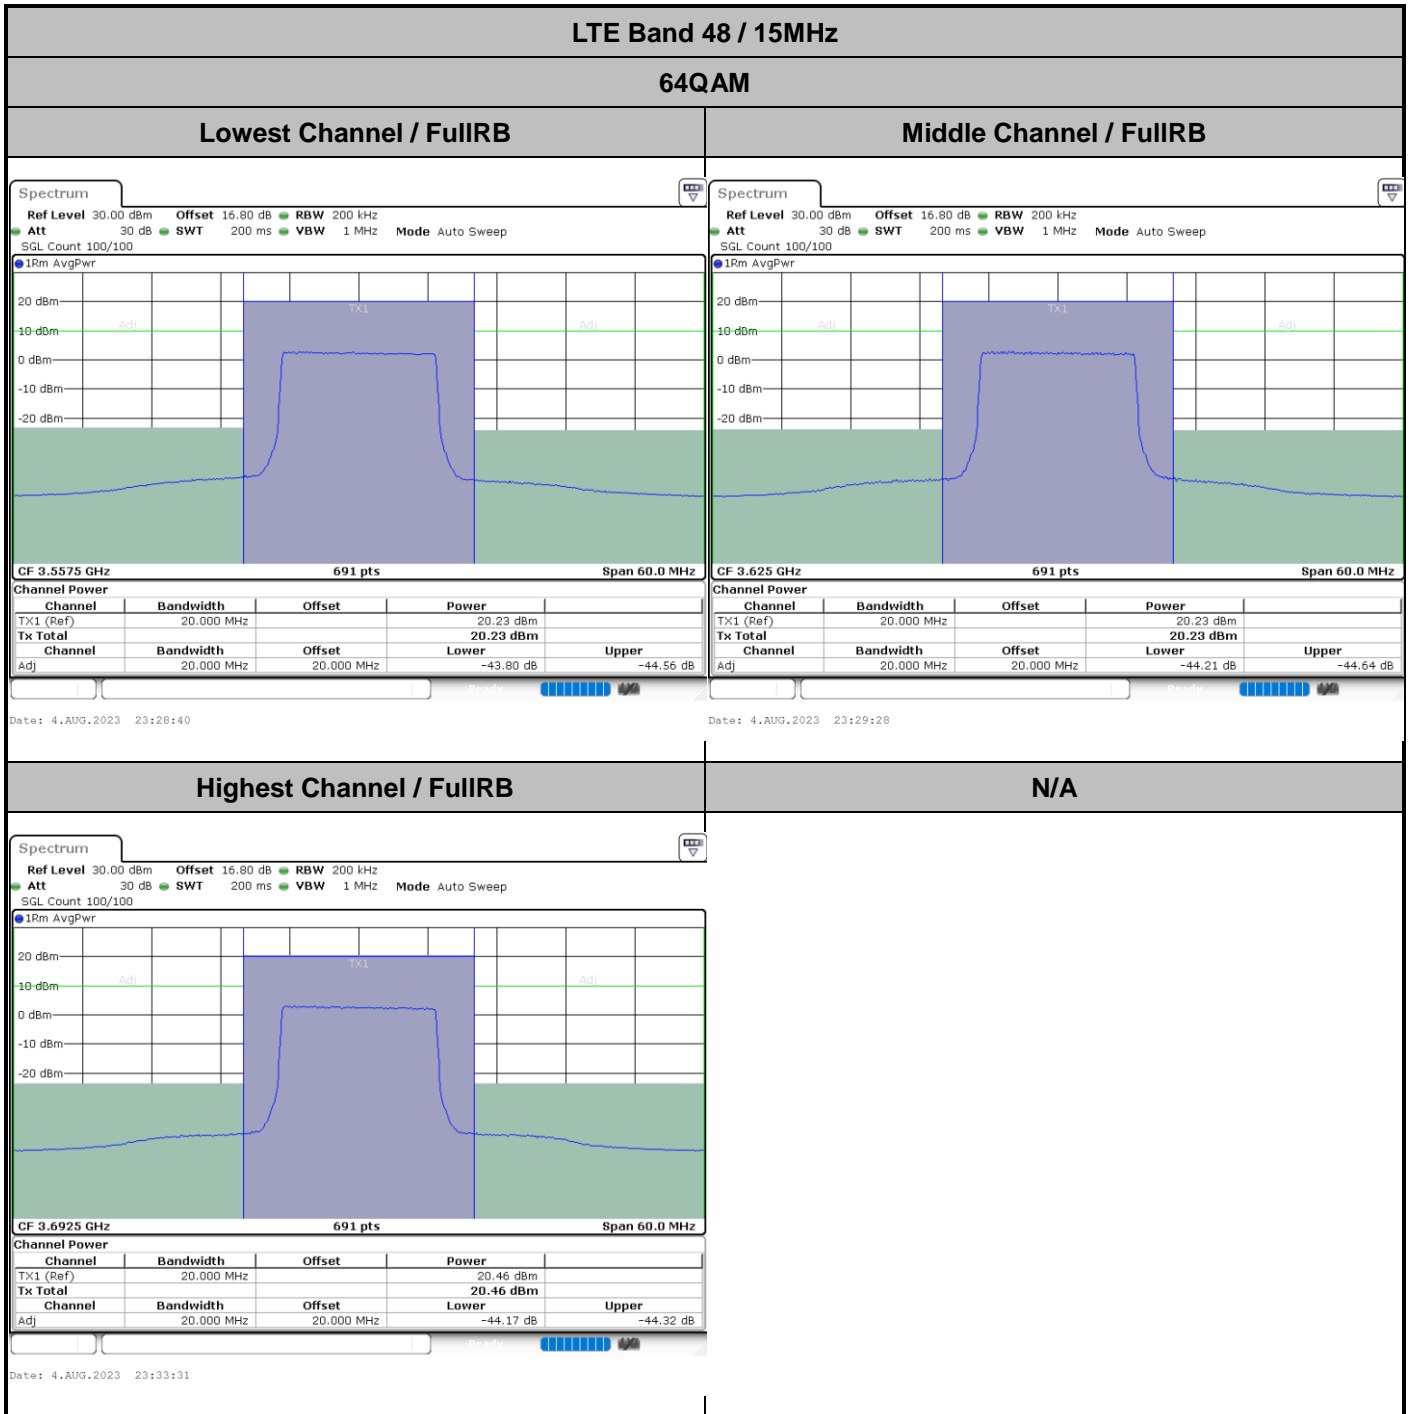 LTE Band 48 / 15MHz
64QAM
Lowest Channel / FullRB
Middle Channel / FullRB
Spectrum
Ref Level 30.00 dBm Offset 16.80 dB RBW 200 kHz
Att 30 dB SWT 200 ms VBW 1 MHz Mode Auto Sweep
SGL Count 100/100
1Rm AvgPwr
TX1
20 dBm
Adj Adj
10 dBm
0 dBm
-10 dBm
-20 dBm
CF 3.5575 GHz 691 pts Span 60.0 MHz
Channel Power
Channel Bandwidth Offset Power
TX1 (Ref) 20.000 MHz 20.23 dBm
Tx Total 20.23 dBm
Channel Bandwidth Offset Lower Upper
Adj 20.000 MHz 20.000 MHz -43.80 dB -44.56 dB
Ready
Date: 4.AUG.2023 23:28:40
Spectrum
Ref Level 30.00 dBm Offset 16.80 dB RBW 200 kHz
Att 30 dB SWT 200 ms VBW 1 MHz Mode Auto Sweep
SGL Count 100/100
1Rm AvgPwr
TX1
20 dBm
Adj Adj
10 dBm
0 dBm
-10 dBm
-20 dBm
CF 3.625 GHz 691 pts Span 60.0 MHz
Channel Power
Channel Bandwidth Offset Power
TX1 (Ref) 20.000 MHz 20.23 dBm
Tx Total 20.23 dBm
Channel Bandwidth Offset Lower Upper
Adj 20.000 MHz 20.000 MHz -44.21 dB -44.64 dB
Ready
Date: 4.AUG.2023 23:29:28
Highest Channel / FullRB
N/A
Spectrum
Ref Level 30.00 dBm Offset 16.80 dB RBW 200 kHz
Att 30 dB SWT 200 ms VBW 1 MHz Mode Auto Sweep
SGL Count 100/100
1Rm AvgPwr
20 dBm
TX1
Adj Adj
10 dBm
0 dBm
-10 dBm
-20 dBm
CF 3.6925 GHz 691 pts Span 60.0 MHz
Channel Power
Channel Bandwidth Offset Power
TX1 (Ref) 20.000 MHz 20.46 dBm
Tx Total 20.46 dBm
Channel Bandwidth Offset Lower Upper
Adj 20.000 MHz 20.000 MHz -44.17 dB -44.32 dB
Ready
Date: 4.AUG.2023 23:33:31